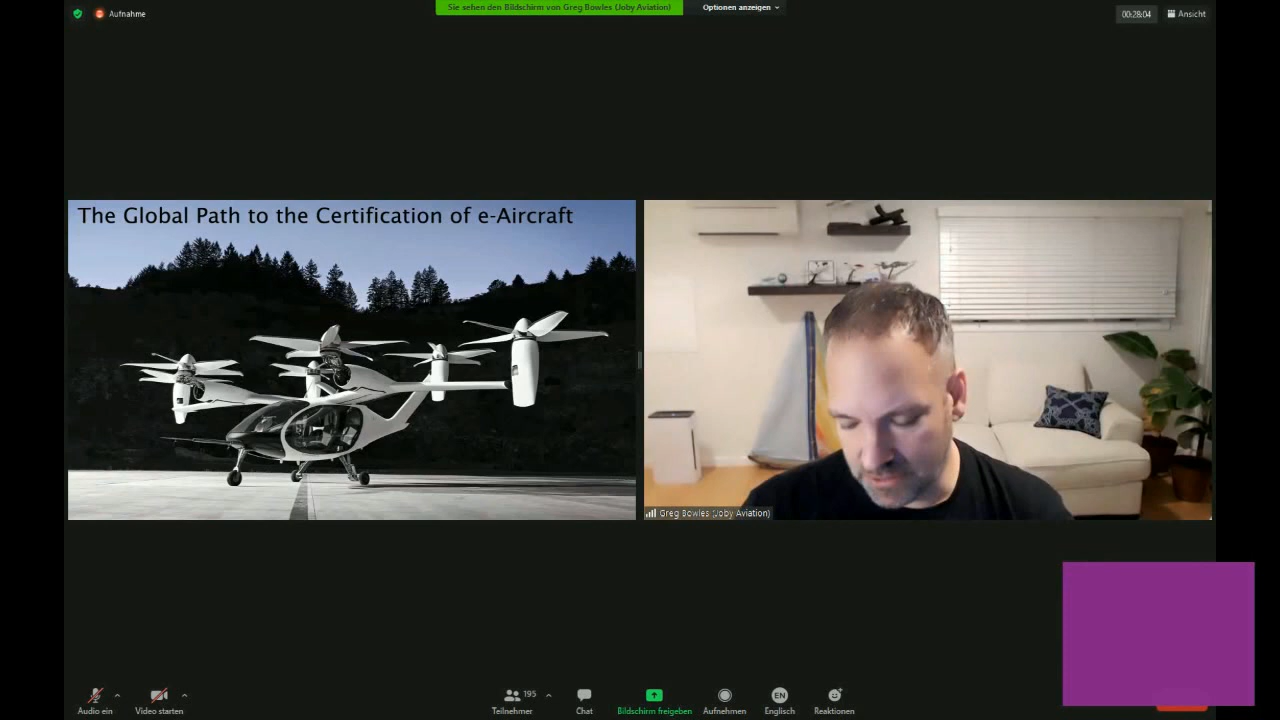 Aufnahme
Sie sehen den Bildschirm von Greg Bowles (Joby Aviation)
Optionen anzeigen
00:28:04
Ansicht
The Global Path to the Certification of e-Aircraft
Greg Bowles (Joby Aviation)
Audio ein
Video starten
195
Teilnehmer
Chat
Bildschirm freigeben
Aufnehmen
EN
Englisch
Reaktionen